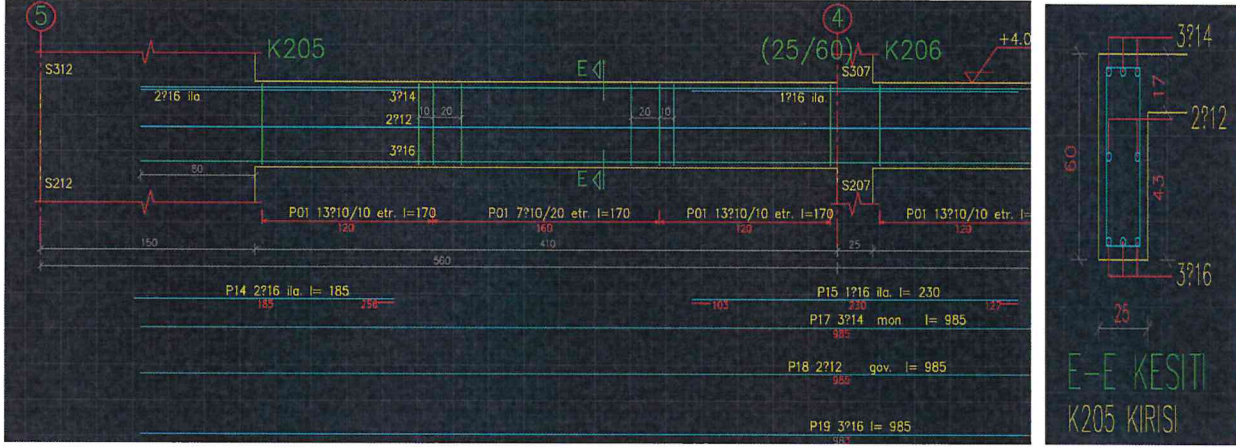 5
4
K205
(25/60)
K206
+4.0
S312
S307
E
2?16 ila
3?14
1?16 ila.
10 20
20 10
2?12
3?16
60
E
S212
S207
P01 13?10/10 etr. l=170
P01 7?10/20 etr. l=170
P01 13?10/10 etr. l=170
P01 13?10/10 etr. l=
120
160
120
120
150
410
25
560
P14 2?16 ila. l= 185
P15 1?16 ila. l= 230
185
256
103
230
127
P17 3?14 mon l= 985
985
P18 2?12 gov. l= 985
985
P19 3?16 l= 985
985
3?14
17
2?12
60
43
3?16
25
E-E KESITI
K205 KIRISI